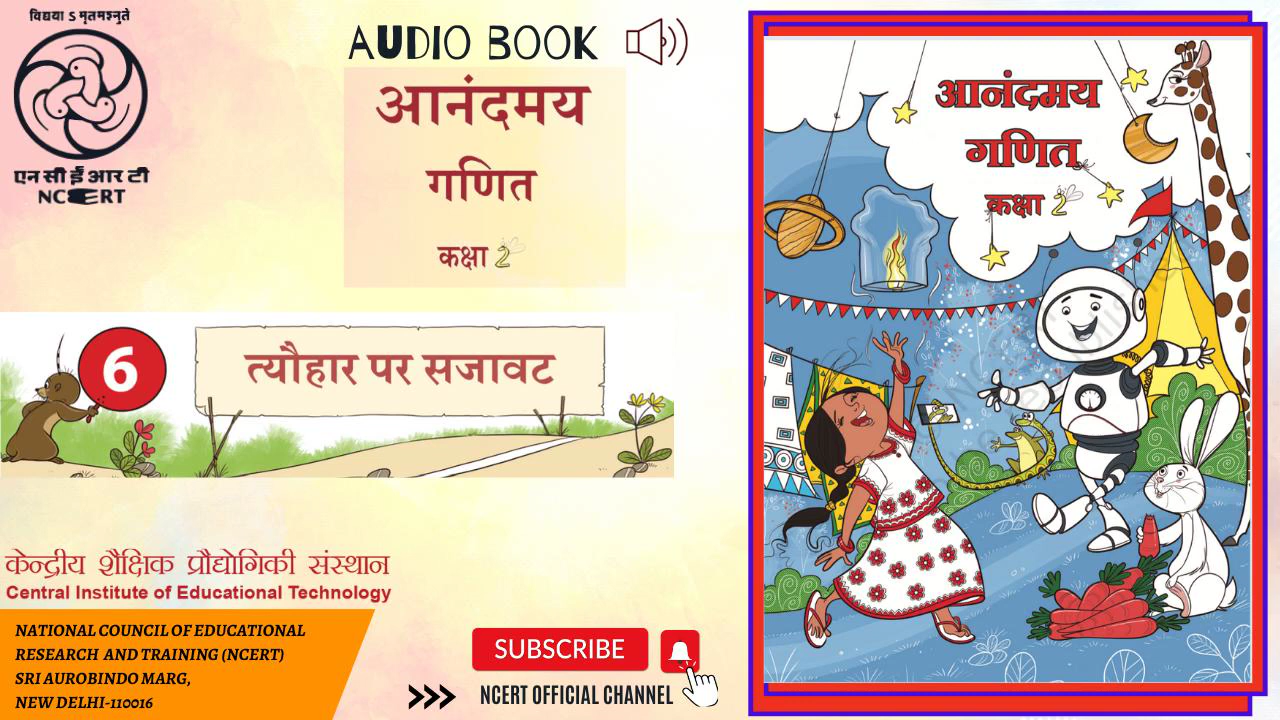 विद्यया ऽ मृतमश्नुते
एन सी ई आर टी
NCERT
AUDIO BOOK
आनंदमय
गणित
कक्षा 2
6
त्यौहार पर सजावट
केन्द्रीय शैक्षिक प्रौद्योगिकी संस्थान
Central Institute of Educational Technology
NATIONAL COUNCIL OF EDUCATIONAL
RESEARCH AND TRAINING (NCERT)
SRI AUROBINDO MARG,
NEW DELHI-110016
SUBSCRIBE
NCERT OFFICIAL CHANNEL
आनंदमय
गणित
कक्षा 2